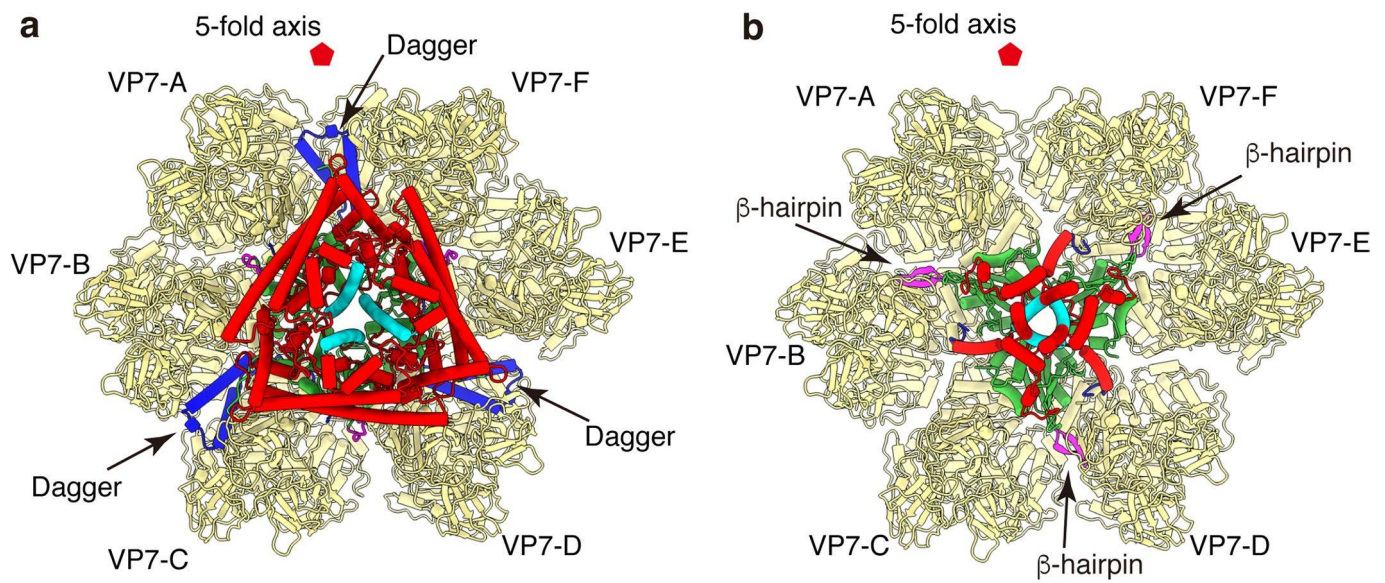 a
5-fold axis
Dagger
VP7-A
VP7-F
VP7-E
VP7-B
Dagger
Dagger
VP7-D
VP7-C
b
5-fold axis
VP7-A
VP7-F
β-hairpin
β-hairpin
VP7-E
VP7-B
VP7-C
VP7-D
β-hairpin